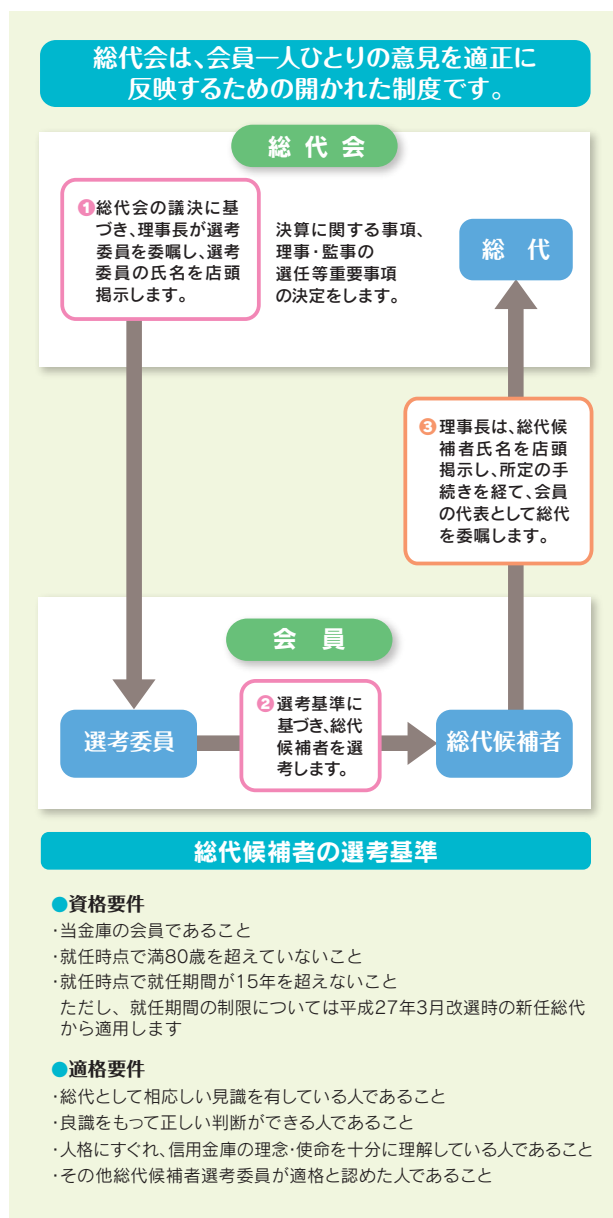 総代会は、会員一人ひとりの意見を適正に
反映するための開かれた制度です。
総代会
❶総代会の議決に基
づき、理事長が選考
委員を委嘱し、選考
委員の氏名を店頭
掲示します。
決算に関する事項、
理事・監事の
選任等重要事項
の決定をします。
総代
❸理事長は、総代候
補者氏名を店頭
掲示し、所定の手
続きを経て、会員
の代表として総代
を委嘱します。
会員
選考委員
❷選考基準に
基づき、総代
候補者を選
考します。
総代候補者
総代候補者の選考基準
●資格要件
・当金庫の会員であること
・就任時点で満80歳を超えていないこと
・就任時点で就任期間が15年を超えないこと
ただし、就任期間の制限については平成27年3月改選時の新任総代
から適用します
●適格要件
・総代として相応しい見識を有している人であること
・良識をもって正しい判断ができる人であること
・人格にすぐれ、信用金庫の理念・使命を十分に理解している人であること
・その他総代候補者選考委員が適格と認めた人であること